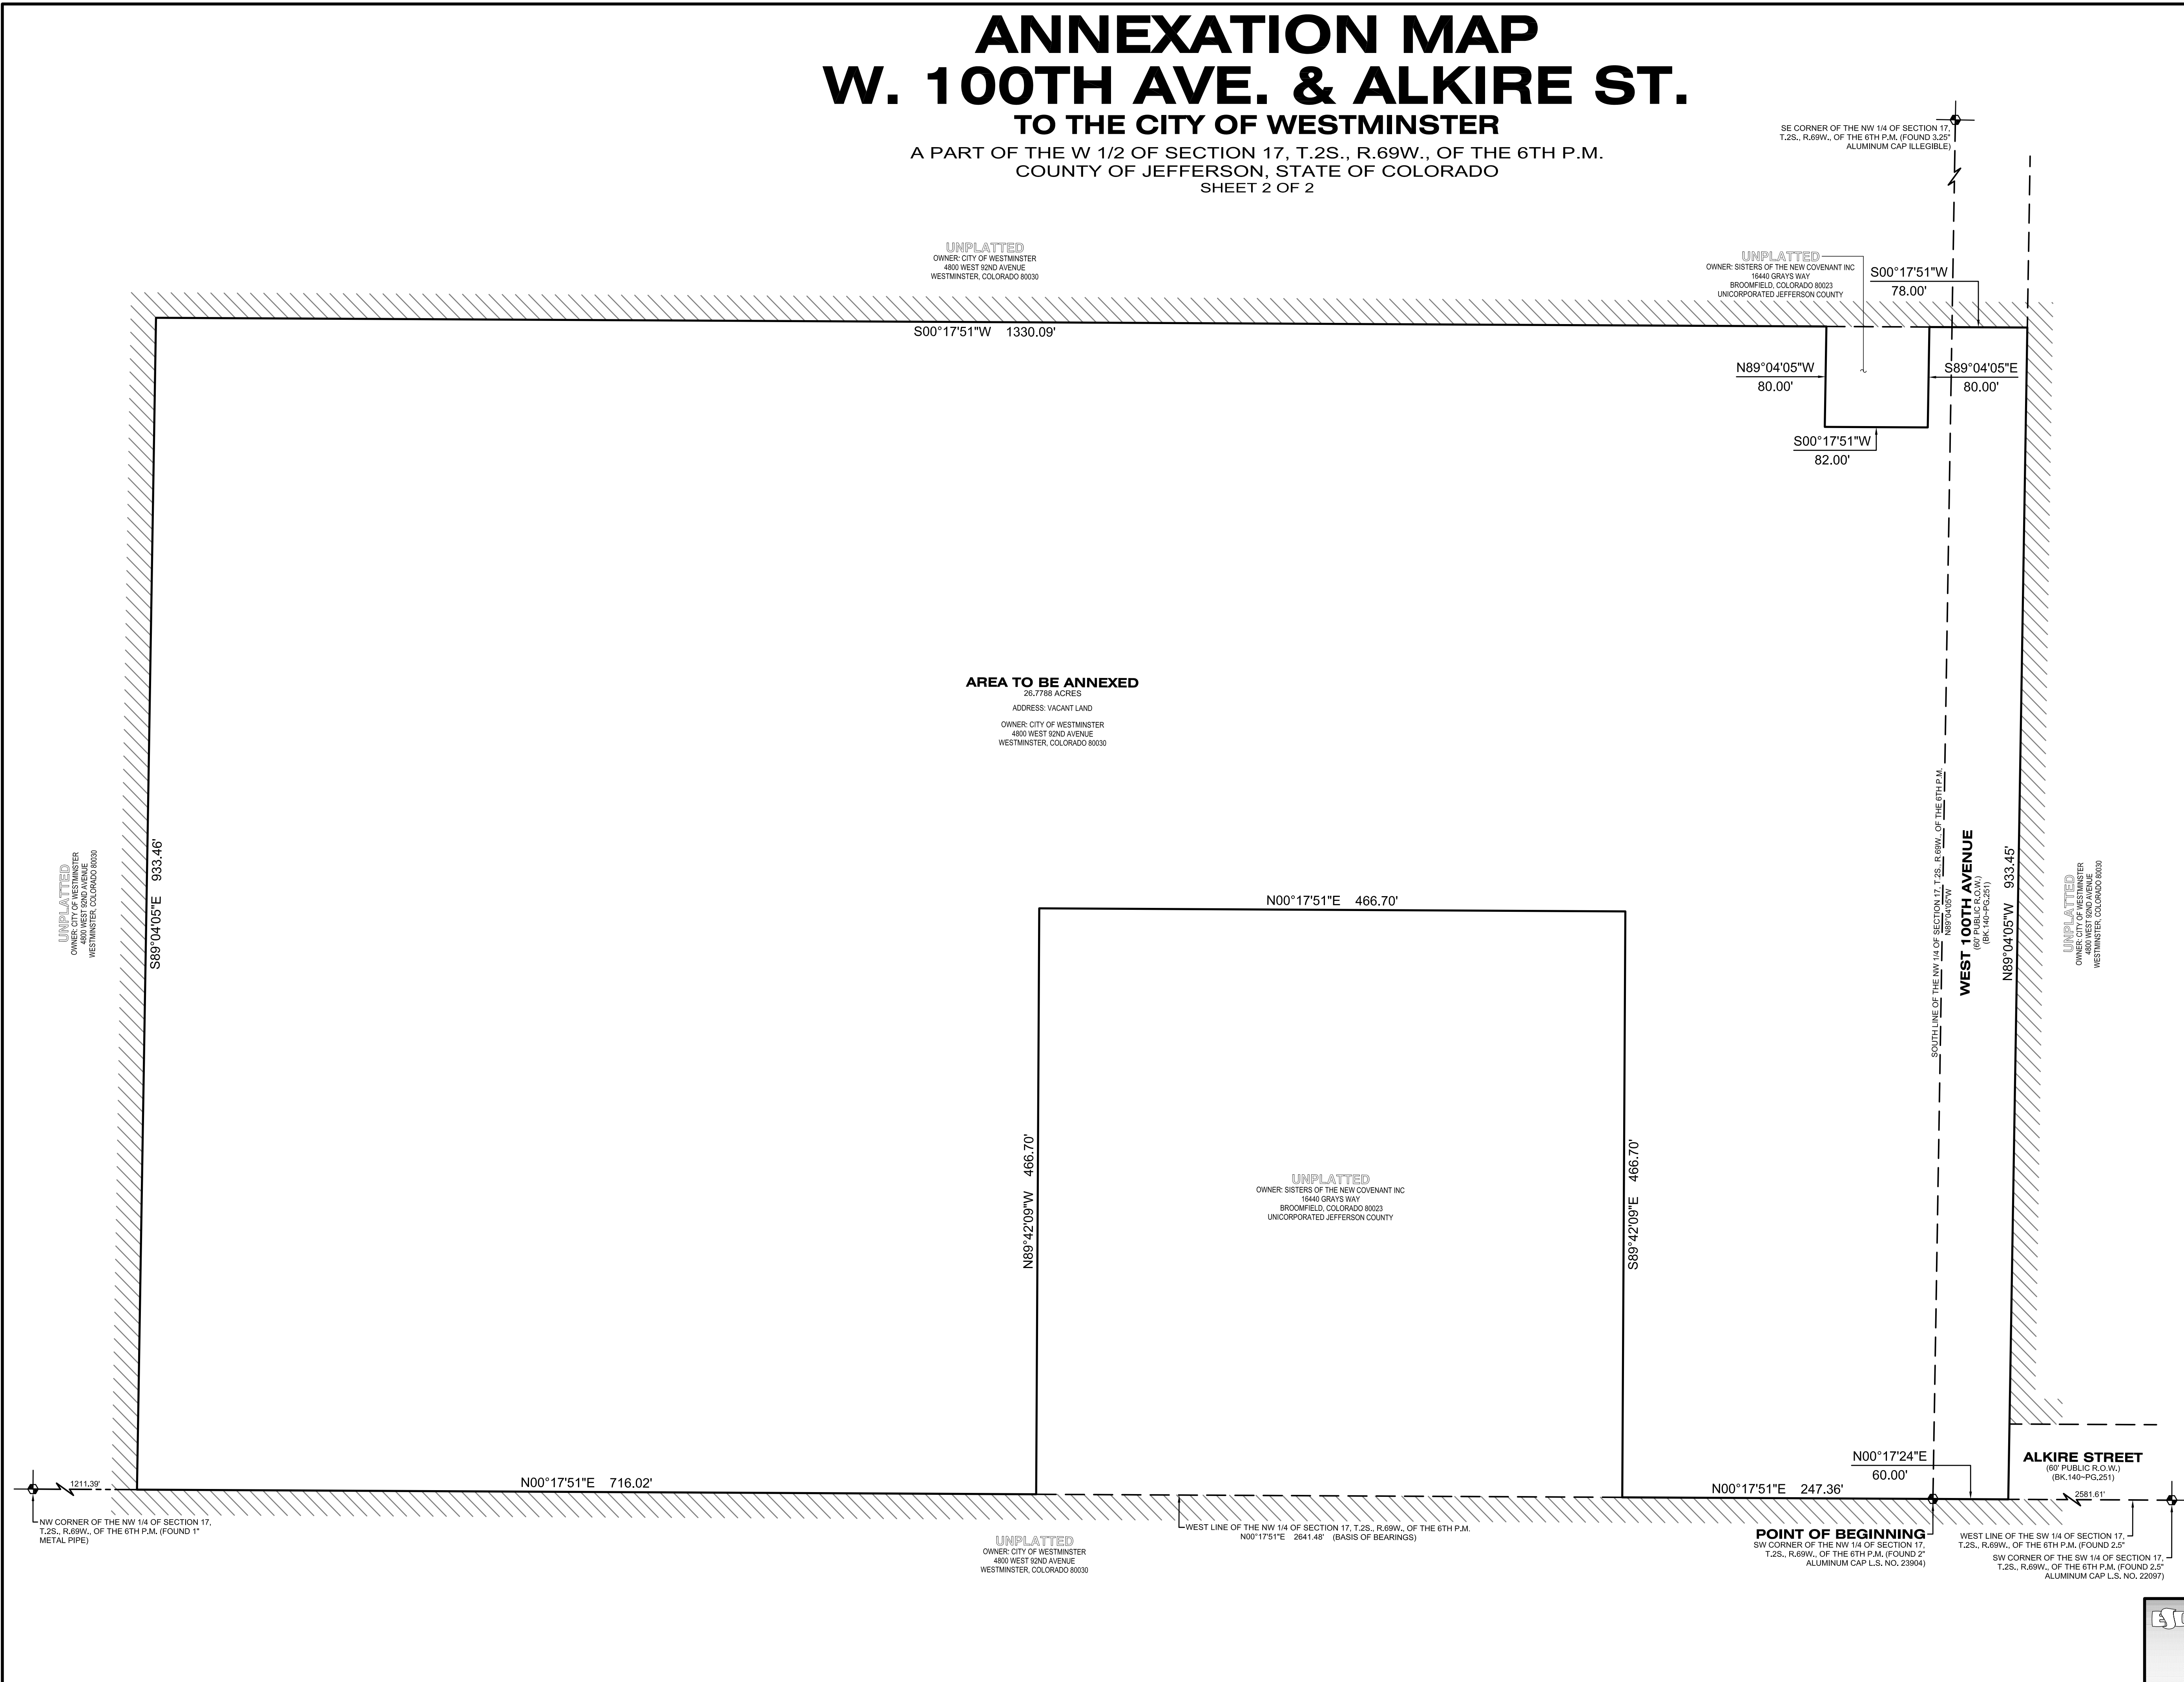 ANNEXATION MAP
W. 100TH AVE. & ALKIRE ST.
TO THE CITY OF WESTMINSTER
A PART OF THE W 1/2 OF SECTION 17, T.2S., R.69W., OF THE 6TH P.M.
COUNTY OF JEFFERSON, STATE OF COLORADO
SHEET 2 OF 2
SE CORNER OF THE NW 1/4 OF SECTION 17,
T.2S., R.69W., OF THE 6TH P.M. (FOUND 3.25"
ALUMINUM CAP ILLEGIBLE)
UNPLATTED
OWNER: CITY OF WESTMINSTER
4800 WEST 92ND AVENUE
WESTMINSTER, COLORADO 80030
UNPLATTED
OWNER: SISTERS OF THE NEW COVENANT INC
16440 GRAYS WAY
BROOMFIELD, COLORADO 80023
UNICORPORATED JEFFERSON COUNTY
S00°17'51"W
78.00'
S00°17'51"W 1330.09'
N89°04'05"W
80.00'
S89°04'05"E
80.00'
S00°17'51"W
82.00'
AREA TO BE ANNEXED
26.7788 ACRES
ADDRESS: VACANT LAND
OWNER: CITY OF WESTMINSTER
4800 WEST 92ND AVENUE
WESTMINSTER, COLORADO 80030
UNPLATTED
OWNER: CITY OF WESTMINSTER
4800 WEST 92ND AVENUE
WESTMINSTER, COLORADO 80030
S89°04'05"E 933.46'
N00°17'51"E 466.70'
N89°42'09"W 466.70'
UNPLATTED
OWNER: SISTERS OF THE NEW COVENANT INC
16440 GRAYS WAY
BROOMFIELD, COLORADO 80023
UNICORPORATED JEFFERSON COUNTY
S89°42'09"E 466.70'
SOUTH LINE OF THE NW 1/4 OF SECTION 17, T.2S., R.69W., OF THE 6TH P.M.
N89°04'05"W
WEST 100TH AVENUE
(60' PUBLIC R.O.W.)
(BK.140~PG.251)
N89°04'05"W 933.45'
UNPLATTED
OWNER: CITY OF WESTMINSTER
4800 WEST 92ND AVENUE
WESTMINSTER, COLORADO 80030
N00°17'24"E
60.00'
ALKIRE STREET
(60' PUBLIC R.O.W.)
(BK.140~PG.251)
1211.39'
N00°17'51"E 716.02'
N00°17'51"E 247.36'
2581.61'
NW CORNER OF THE NW 1/4 OF SECTION 17,
T.2S., R.69W., OF THE 6TH P.M. (FOUND 1"
METAL PIPE)
UNPLATTED
OWNER: CITY OF WESTMINSTER
4800 WEST 92ND AVENUE
WESTMINSTER, COLORADO 80030
WEST LINE OF THE NW 1/4 OF SECTION 17, T.2S., R.69W., OF THE 6TH P.M.
N00°17'51"E 2641.48' (BASIS OF BEARINGS)
POINT OF BEGINNING
SW CORNER OF THE NW 1/4 OF SECTION 17,
T.2S., R.69W., OF THE 6TH P.M. (FOUND 2"
ALUMINUM CAP L.S. NO. 23904)
WEST LINE OF THE SW 1/4 OF SECTION 17,
T.2S., R.69W., OF THE 6TH P.M. (FOUND 2.5"
SW CORNER OF THE SW 1/4 OF SECTION 17,
T.2S., R.69W., OF THE 6TH P.M. (FOUND 2.5"
ALUMINUM CAP L.S. NO. 22097)